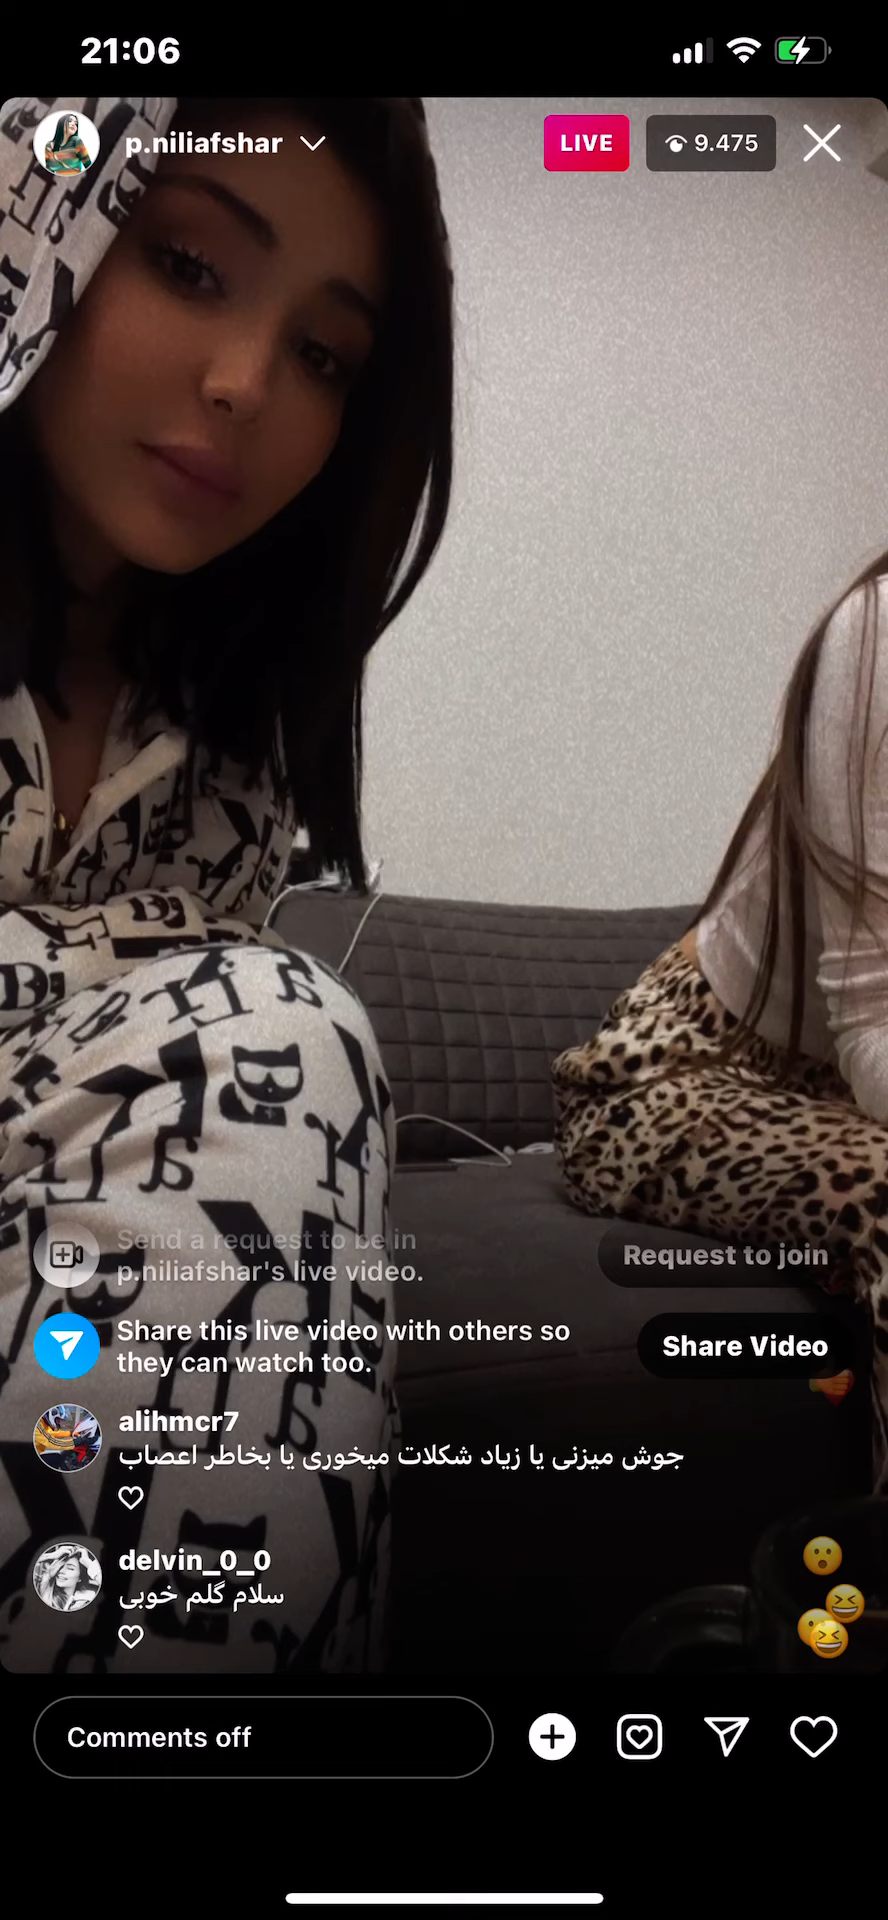 21:06
p.niliafshar
LIVE
9.475
Send a request to be in
p.niliafshar's live video.
Request to join
Share this live video with others so
they can watch too.
Share Video
alihmcr7
جوش میزنی یا زیاد شکلات میخوری یا بخاطر اعصاب
delvin_0_0
سلام گلم خوبی
Comments off